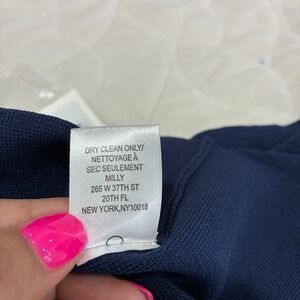 DRY CLEAN ONLY/
NETTOYAGE À
SEC SEULEMENT
MILLY
265 W 37TH ST
20TH FL
NEW YORK,NY10018